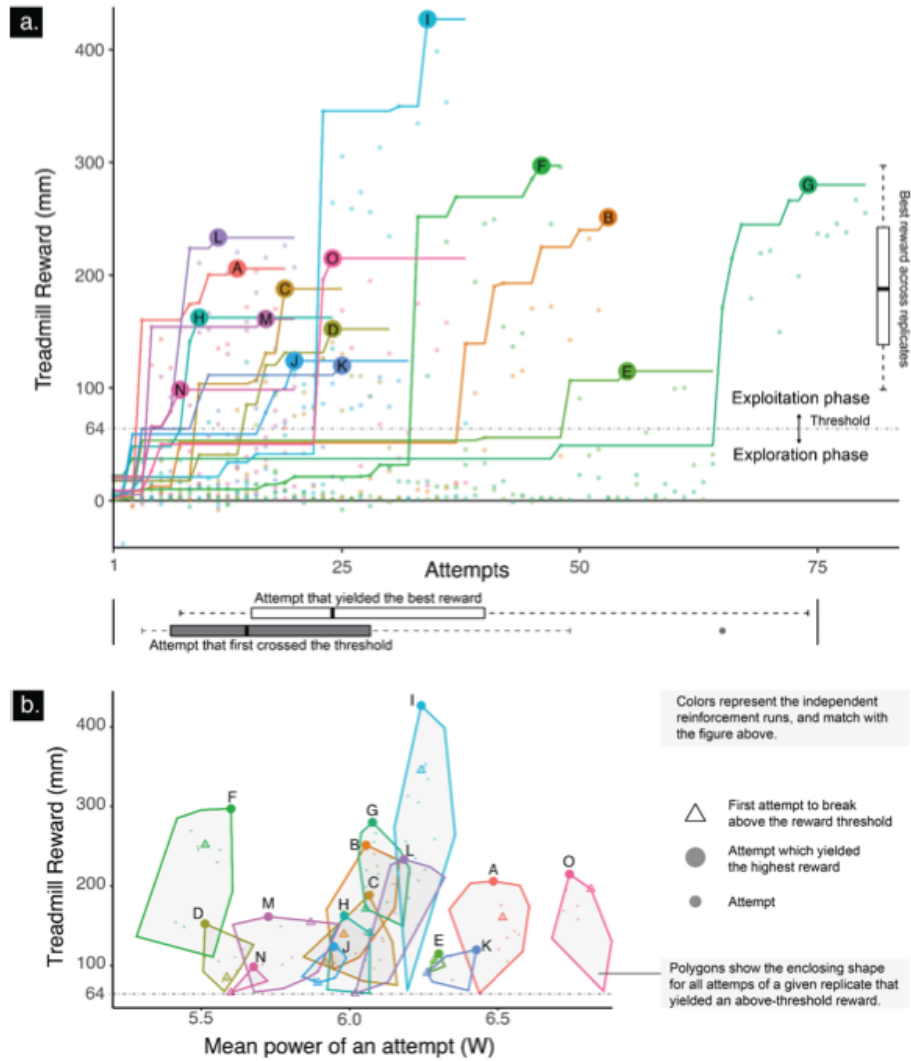 a.
Treadmill Reward (mm)
400
300
200
100
64
0
I
F
G
B
L
O
A
C
H
M
D
J
K
E
N
Best reward across replicates
Exploitation phase
Threshold
Exploration phase
1
25
50
75
Attempts
Attempt that yielded the best reward
Attempt that first crossed the threshold
b.
Treadmill Reward (mm)
400
300
200
100
64
I
F
G
B
L
C
A
O
D
M
H
J
N
E
K
5.5
6.0
6.5
Mean power of an attempt (W)
Colors represent the independent
reinforcement runs, and match with
the figure above.
First attempt to break
above the reward threshold
Attempt which yielded
the highest reward
Attempt
Polygons show the enclosing shape
for all attemps of a given replicate that
yielded an above-threshold reward.